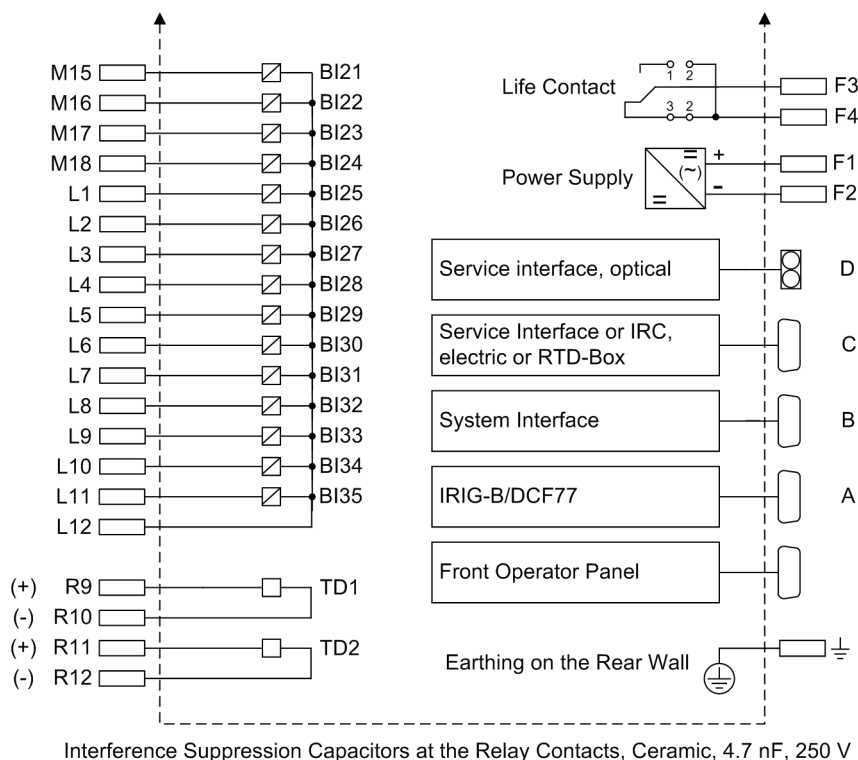 M15 BI21
M16 BI22
M17 BI23
M18 BI24
L1 BI25
L2 BI26
L3 BI27
L4 BI28
L5 BI29
L6 BI30
L7 BI31
L8 BI32
L9 BI33
L10 BI34
L11 BI35
L12
(+) R9 TD1
(-) R10
(+) R11 TD2
(-) R12
1 2
Life Contact F3
3 2 F4
= + F1
Power Supply (~)
= - F2
Service interface, optical D
Service Interface or IRC,
electric or RTD-Box C
System Interface B
IRIG-B/DCF77 A
Front Operator Panel
Earthing on the Rear Wall
Interference Suppression Capacitors at the Relay Contacts, Ceramic, 4.7 nF, 250 V